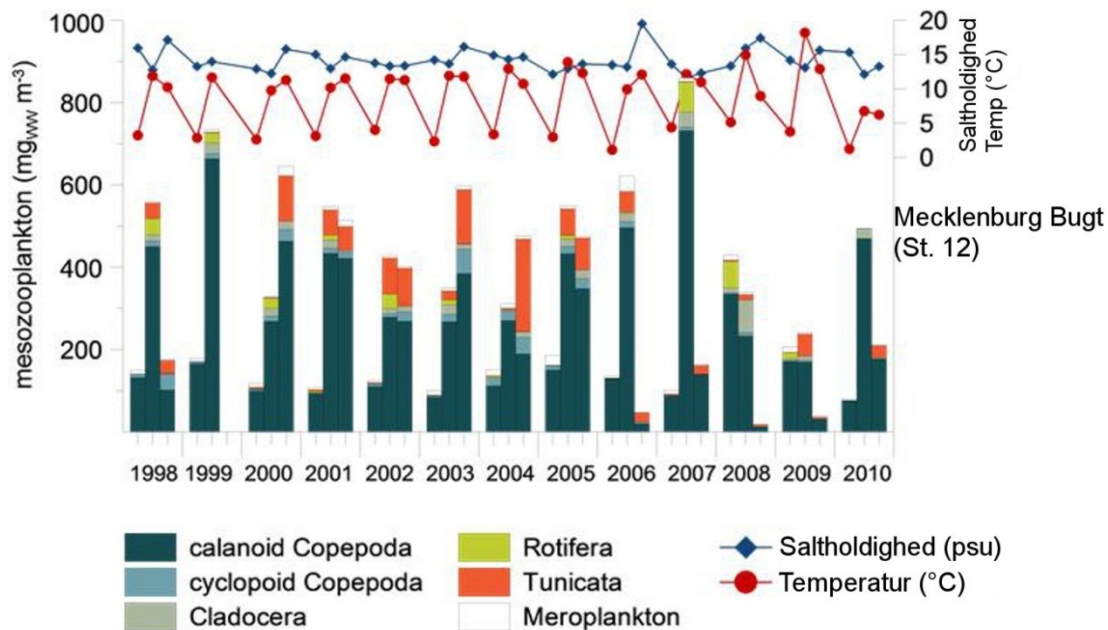 mesozooplankton (mg_WW m-3)
1000
800
600
400
200
20
15
10
5
0
Saltholdighed
Temp (°C)
Mecklenburg Bugt
(St. 12)
1998 1999 2000 2001 2002 2003 2004 2005 2006 2007 2008 2009 2010
calanoid Copepoda
cyclopoid Copepoda
Cladocera
Rotifera
Tunicata
Meroplankton
Saltholdighed (psu)
Temperatur (°C)